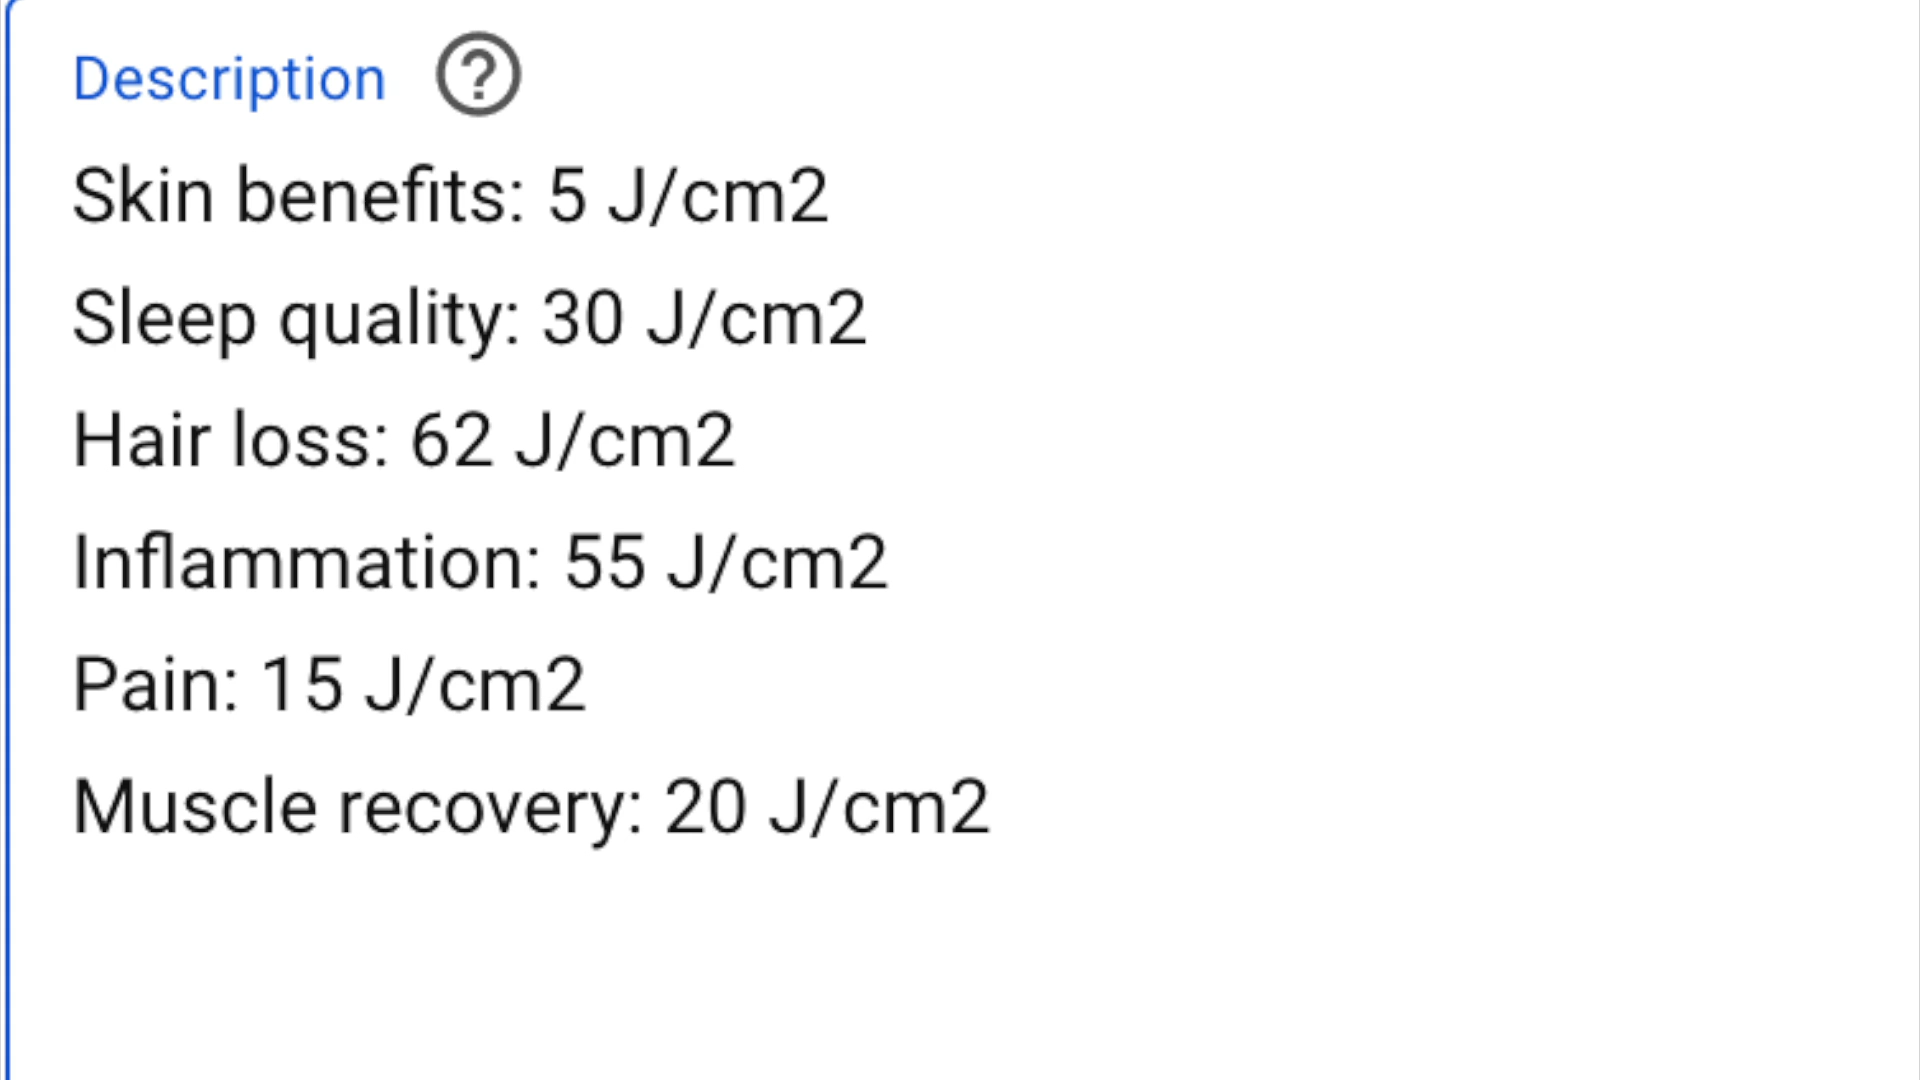 Description ?
Skin benefits: 5 J/cm2
Sleep quality: 30 J/cm2
Hair loss: 62 J/cm2
Inflammation: 55 J/cm2
Pain: 15 J/cm2
Muscle recovery: 20 J/cm2